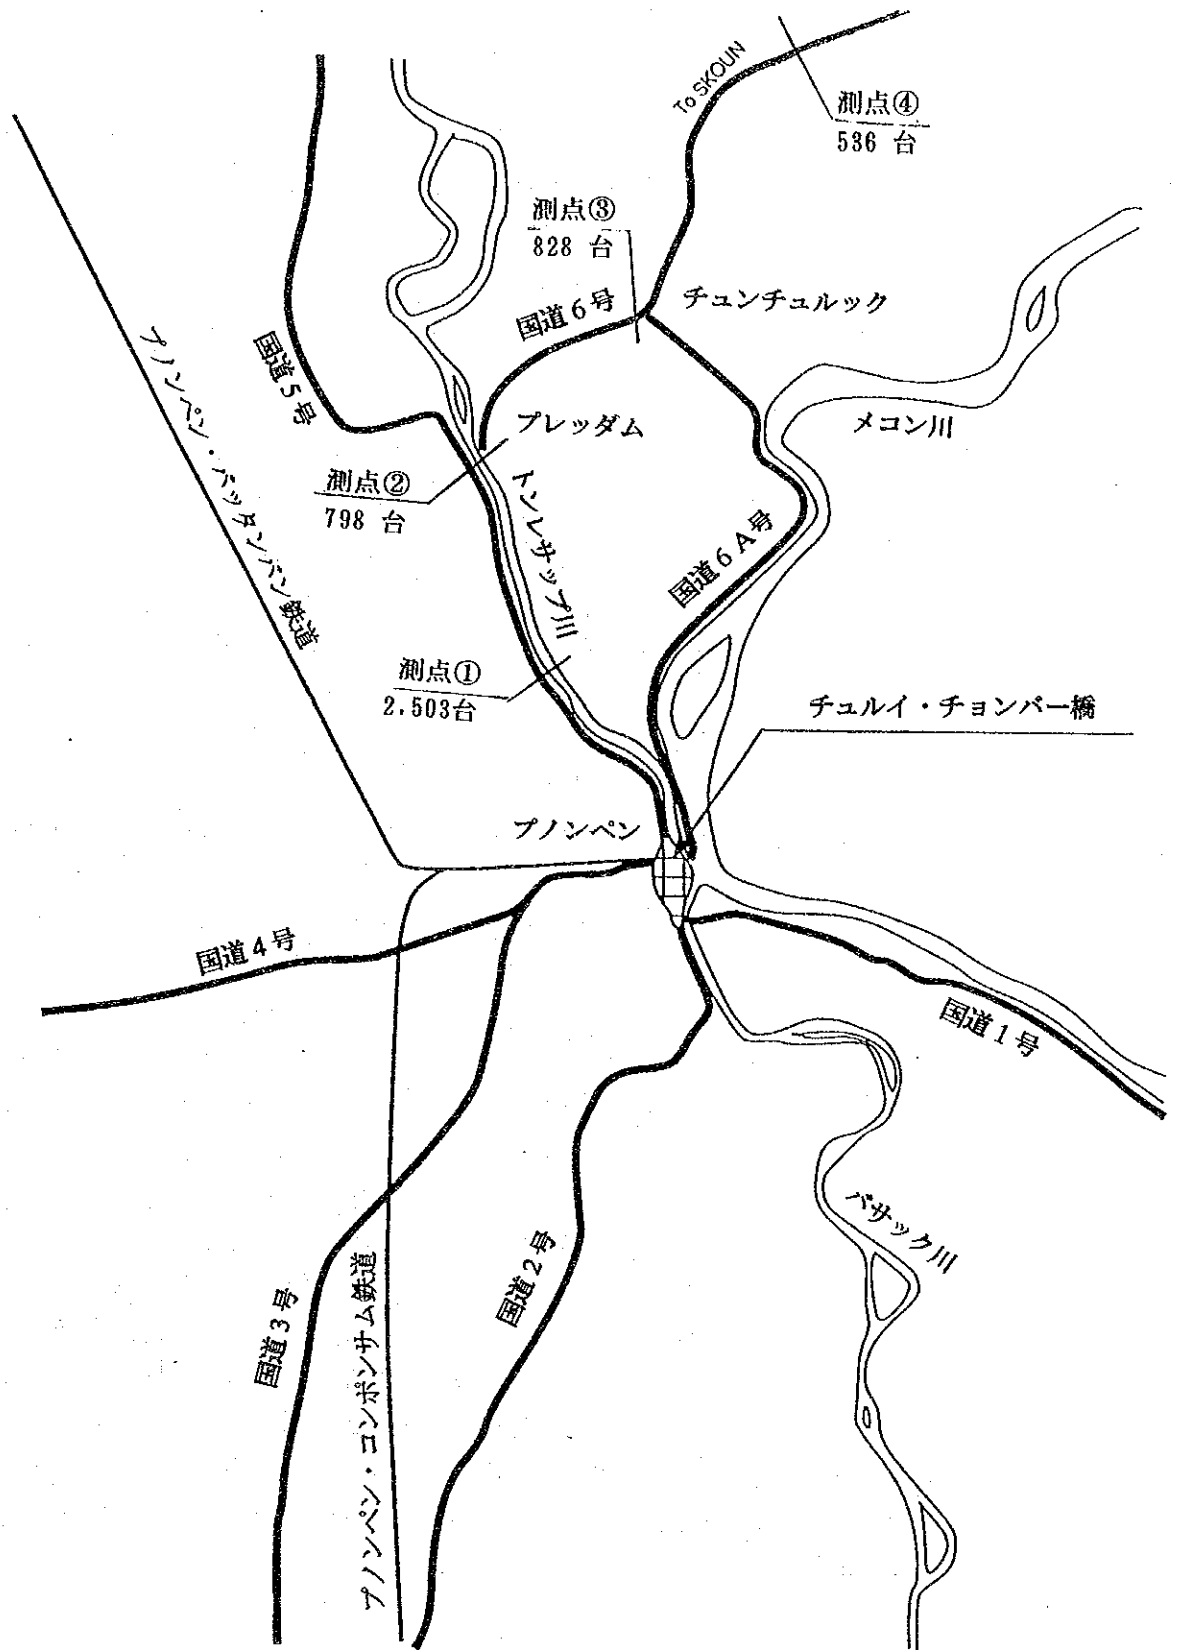 To SKOUN
測点④
536 台
測点③
828 台
チュンチュルック
国道6号
国道5号
プノンペン・バッタンバン鉄道
プレッダム
メコン川
測点②
798 台
トンレサップ川
国道6A号
測点①
2.503台
チュルイ・チョンバー橋
プノンペン
国道4号
国道1号
バサック川
国道2号
国道3号
プノンペン・コンポンサム鉄道